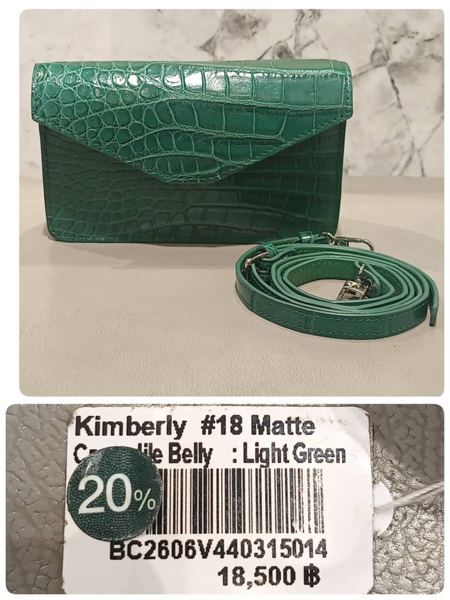 Kimberly #18 Matte
Belly : Light Green
20%
BC2606V440315014
18,500 ฿